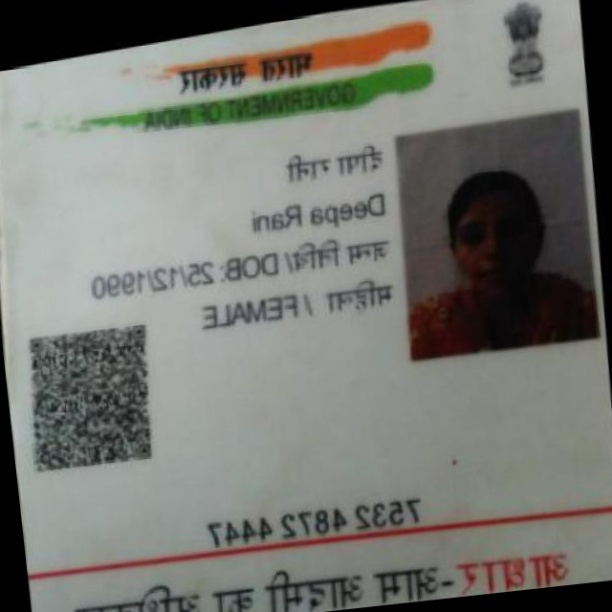 भारत सरकार
GOVERNMENT OF INDIA
दीपा रानी
Deepa Rani
जन्म तिथि/ DOB: 25/12/1990
महिला / FEMALE
7532 4872 4447
आधार-आम आदमी का अधिकार